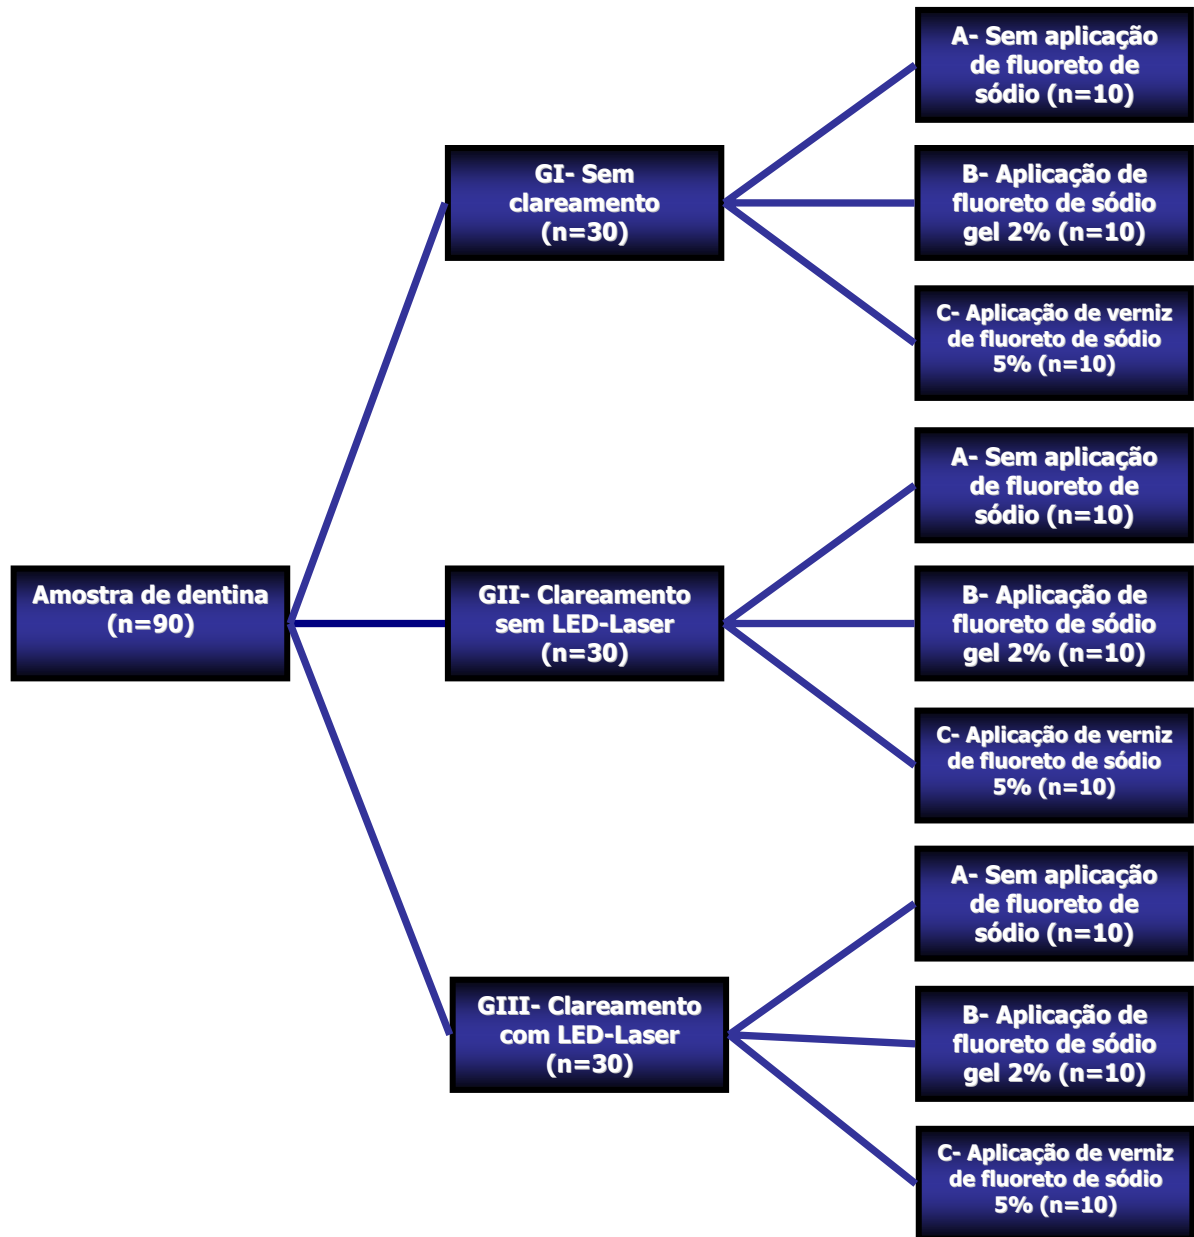 Amostra de dentina
(n=90)
GI- Sem
clareamento
(n=30)
A- Sem aplicação
de fluoreto de
sódio (n=10)
B- Aplicação de
fluoreto de sódio
gel 2% (n=10)
C- Aplicação de verniz
de fluoreto de sódio
5% (n=10)
GII- Clareamento
sem LED-Laser
(n=30)
A- Sem aplicação
de fluoreto de
sódio (n=10)
B- Aplicação de
fluoreto de sódio
gel 2% (n=10)
C- Aplicação de verniz
de fluoreto de sódio
5% (n=10)
GIII- Clareamento
com LED-Laser
(n=30)
A- Sem aplicação
de fluoreto de
sódio (n=10)
B- Aplicação de
fluoreto de sódio
gel 2% (n=10)
C- Aplicação de verniz
de fluoreto de sódio
5% (n=10)